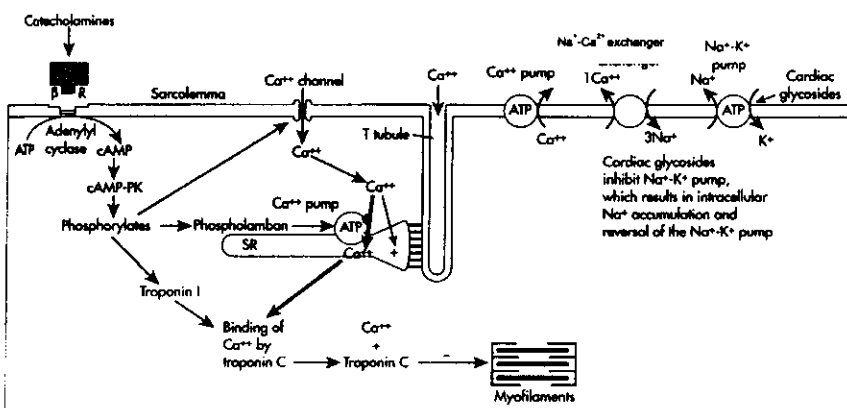 Catecholamines
β R
Sarcolemma
Ca++ channel
Ca++
Ca++ pump
Na+-Ca2+ exchanger
1Ca++
Na+-K+
pump
Na+
Cardiac
glycosides
ATP
ATP
Adenylyl
cyclase
ATP
cAMP
T tubule
Ca++
3Na+
K+
Ca++
cAMP-PK
Ca++
Cardiac glycosides
inhibit Na+-K+ pump,
which results in intracellular
Na+ accumulation and
reversal of the Na+-K+ pump
Phosphorylates
Phospholamban
Ca++ pump
ATP
SR
Ca++
+
Troponin I
Binding of
Ca++ by
troponin C
Ca++
+
Troponin C
–
Myofilaments